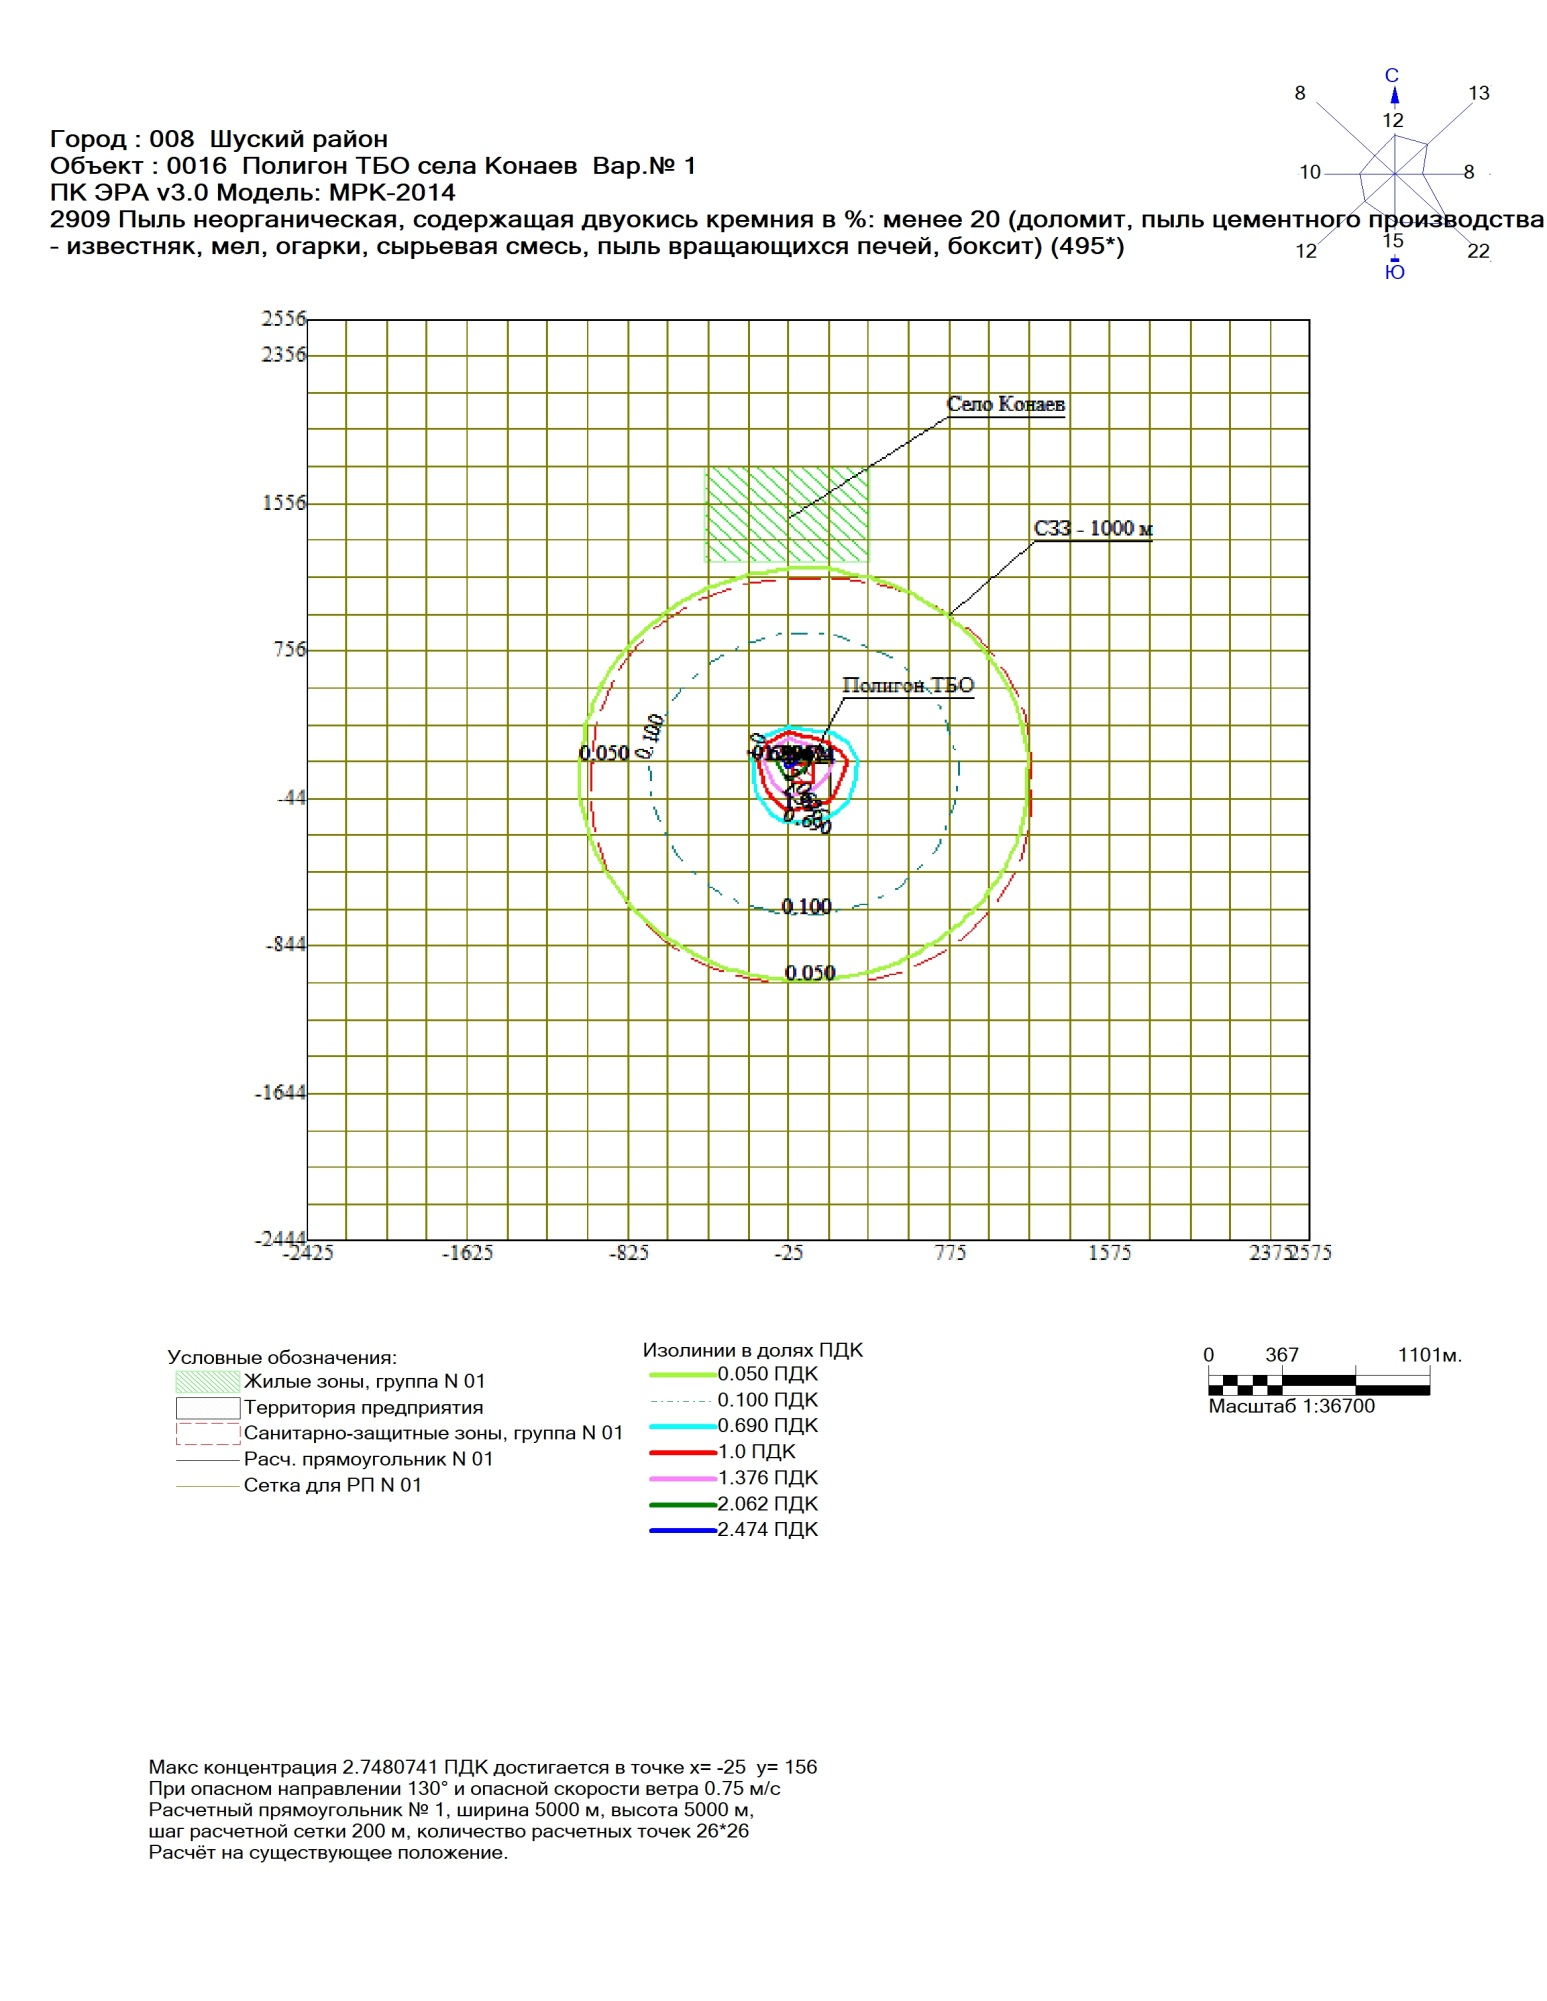 С
8
13
12
Город : 008 Шуский район
Объект : 0016 Полигон ТБО села Конаев Вар.№ 1
10
8
ПК ЭРА v3.0 Модель: МРК-2014
2909 Пыль неорганическая, содержащая двуокись кремния в %: менее 20 (доломит, пыль цементного производства
- известняк, мел, огарки, сырьевая смесь, пыль вращающихся печей, боксит) (495*)
15
12
22
Ю
2556
2356
Село Конаев
1556
СЗЗ - 1000 м
756
Полигон ТБО
0.100
0.050
-44
0.100
-844
0.050
-1644
-2444
-2425
-1625
-825
-25
775
1575
2375
2575
Условные обозначения:
Жилые зоны, группа N 01
Территория предприятия
Санитарно-защитные зоны, группа N 01
Расч. прямоугольник N 01
Сетка для РП N 01
Изолинии в долях ПДК
0.050 ПДК
0.100 ПДК
0.690 ПДК
1.0 ПДК
1.376 ПДК
2.062 ПДК
2.474 ПДК
0 367 1101м.
Масштаб 1:36700
Макс концентрация 2.7480741 ПДК достигается в точке x= -25 y= 156
При опасном направлении 130° и опасной скорости ветра 0.75 м/с
Расчетный прямоугольник № 1, ширина 5000 м, высота 5000 м,
шаг расчетной сетки 200 м, количество расчетных точек 26*26
Расчёт на существующее положение.